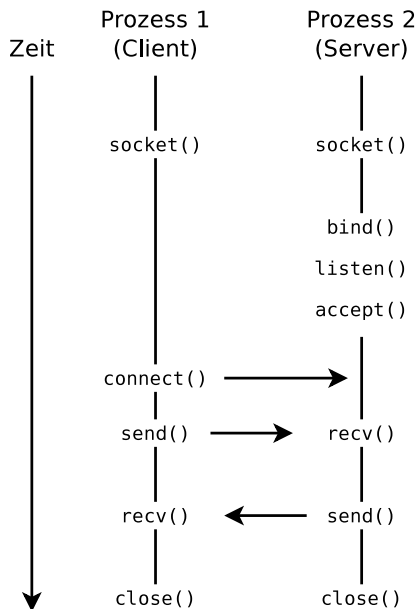 Zeit
Prozess 1
(Client)
Prozess 2
(Server)
socket()
socket()
bind()
listen()
accept()
connect()
send()
recv()
recv()
send()
close()
close()